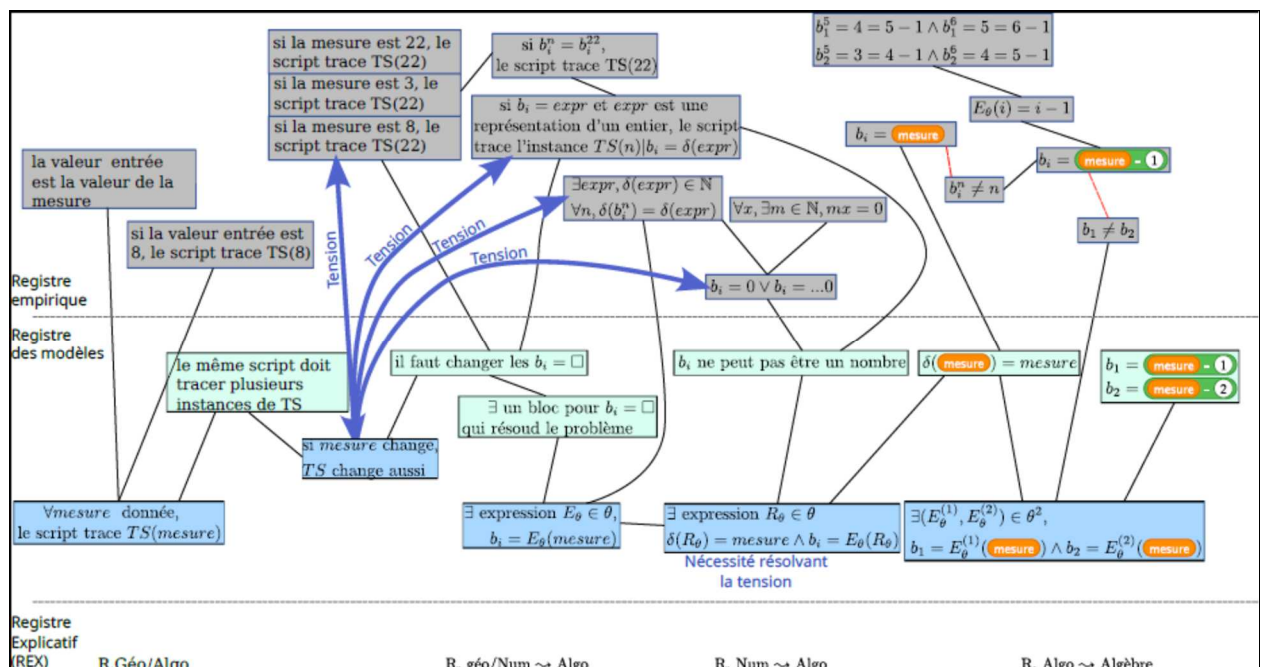 si la mesure est 22, le
script trace TS(22)
si la mesure est 3, le
script trace TS(22)
si la mesure est 8, le
script trace TS(22)
si $b_i^n = b_i^{22}$,
le script trace TS(22)
$b_1^5 = 4 = 5 - 1 \wedge b_1^6 = 5 = 6 - 1$
$b_2^5 = 3 = 4 - 1 \wedge b_2^6 = 4 = 5 - 1$
si $b_i = expr$ et $expr$ est une
représentation d'un entier, le script
trace l'instance $TS(n)|b_i = \delta(expr)$
$E_\theta(i) = i - 1$
$b_i =$ mesure
$b_i =$ mesure - 1
$b_i^n \neq n$
$b_1 \neq b_2$
la valeur entrée
est la valeur de la
mesure
si la valeur entrée est
8, le script trace TS(8)
$\exists expr, \delta(expr) \in \mathbb{N}$
$\forall n, \delta(b_i^n) = \delta(expr)$
$\forall x, \exists m \in \mathbb{N}, mx = 0$
Tension
Tension
Tension
Tension
$b_i = 0 \vee b_i = ...0$
Registre
empirique
Registre
des modèles
le même script doit
tracer plusieurs
instances de TS
il faut changer les $b_i = \square$
$b_i$ ne peut pas être un nombre
$\delta($ mesure $) = mesure$
$b_1 =$ mesure - 1
$b_2 =$ mesure - 2
$\exists$ un bloc pour $b_i = \square$
qui résoud le problème
si $mesure$ change,
$TS$ change aussi
$\forall mesure$ donnée,
le script trace $TS(mesure)$
$\exists$ expression $E_\theta \in \theta$,
$b_i = E_\theta(mesure)$
$\exists$ expression $R_\theta \in \theta$
$\delta(R_\theta) = mesure \wedge b_i = E_\theta(R_\theta)$
Nécessité résolvant
la tension
$\exists (E_\theta^{(1)}, E_\theta^{(2)}) \in \theta^2$,
$b_1 = E_\theta^{(1)}($ mesure $) \wedge b_2 = E_\theta^{(2)}($ mesure $)$
Registre
Explicatif
(REX)
R Géo/Algo
R. géo/Num ⤳ Algo
R. Num ⤳ Algo
R. Algo ⤳ Algèbre